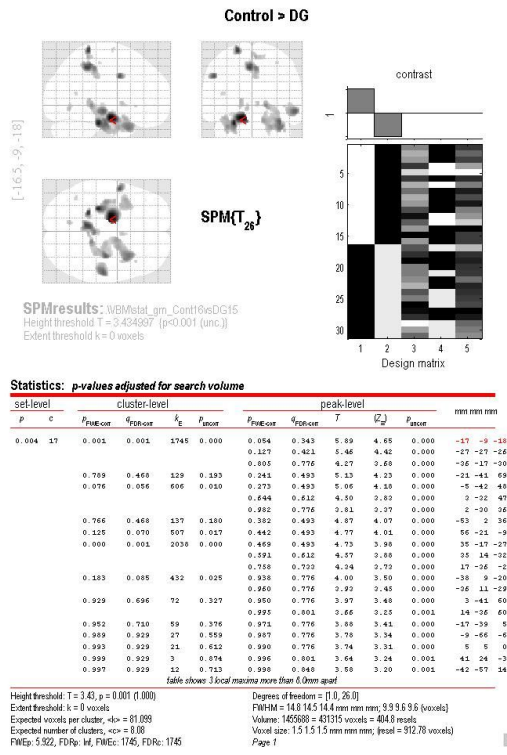 Control > DG
contrast
1
[-16.5, -9, -18]
SPM{T26}
5
10
15
20
25
30
1 2 3 4 5
Design matrix
SPMresults: .\VBM\stat_gm_Cont16vsDG15
Height threshold T = 3.434997 {p<0.001 (unc.)}
Extent threshold k = 0 voxels
Statistics: p-values adjusted for search volume
set-level cluster-level peak-level mm mm mm
p c pFWE-corr qFDR-corr kE puncorr pFWE-corr qFDR-corr T (Z≡) puncorr
0.004 17 0.001 0.001 1745 0.000 0.054 0.343 5.89 4.65 0.000 -17 -9 -18
0.127 0.421 5.46 4.42 0.000 -27 -27 -26
0.805 0.776 4.27 3.68 0.000 -36 -17 -30
0.789 0.468 129 0.193 0.241 0.493 5.13 4.23 0.000 -21 -41 69
0.076 0.056 606 0.010 0.273 0.493 5.06 4.18 0.000 -5 -42 48
0.644 0.612 4.50 3.82 0.000 3 -32 47
0.982 0.776 3.81 3.37 0.000 2 -30 36
0.766 0.468 137 0.180 0.382 0.493 4.87 4.07 0.000 -53 2 36
0.125 0.070 507 0.017 0.442 0.493 4.77 4.01 0.000 56 -21 -9
0.000 0.001 2038 0.000 0.469 0.493 4.73 3.98 0.000 35 -17 -27
0.591 0.612 4.57 3.88 0.000 35 14 -32
0.758 0.733 4.34 3.72 0.000 17 -36 -2
0.183 0.085 432 0.025 0.938 0.776 4.00 3.50 0.000 -38 9 -20
0.960 0.776 3.92 3.45 0.000 -36 11 -29
0.929 0.696 72 0.327 0.950 0.776 3.97 3.48 0.000 3 -41 60
0.995 0.801 3.66 3.25 0.001 14 -36 60
0.952 0.710 59 0.376 0.971 0.776 3.88 3.41 0.000 -17 -39 5
0.989 0.929 27 0.559 0.987 0.776 3.78 3.34 0.000 -9 -66 -6
0.993 0.929 21 0.612 0.990 0.776 3.74 3.31 0.000 5 5 0
0.999 0.929 3 0.874 0.996 0.801 3.64 3.24 0.001 41 24 -3
0.997 0.929 12 0.713 0.998 0.848 3.58 3.20 0.001 -42 -57 14
table shows 3 local maxima more than 8.0mm apart
Height threshold: T = 3.43, p = 0.001 (1.000)
Extent threshold: k = 0 voxels
Expected voxels per cluster, <k> = 81.099
Expected number of clusters, <c> = 8.08
FWEp: 5.922, FDRp: Inf, FWEc: 1745, FDRc: 1745
Degrees of freedom = [1.0, 26.0]
FWHM = 14.8 14.5 14.4 mm mm mm; 9.9 9.6 9.6 {voxels}
Volume: 1455688 = 431315 voxels = 404.8 resels
Voxel size: 1.5 1.5 1.5 mm mm mm; (resel = 912.78 voxels)
Page 1